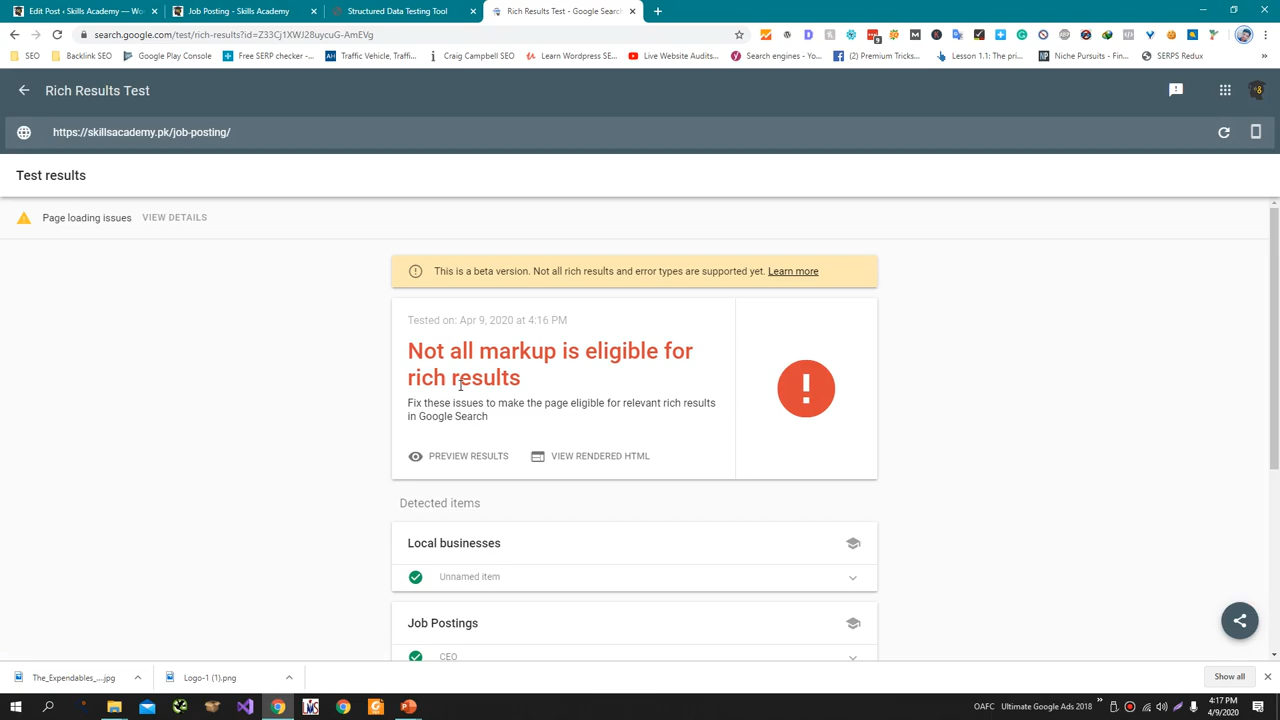 Edit Post ‹ Skills Academy — Wo
Job Posting - Skills Academy
Structured Data Testing Tool
Rich Results Test - Google Searc
search.google.com/test/rich-results?id=Z33Cj1XWJ28uycuG-AmEVg
SEO
Backlink SEO
Google Play Console
Free SERP checker -...
Traffic Vehicle, Traffi...
Craig Campbell SEO
Learn Wordpress SE...
Live Website Audits...
Search engines - Yo...
(2) Premium Tricks...
Lesson 1.1: The pri...
Niche Pursuits - Fin...
SERPS Redux
Rich Results Test
https://skillsacademy.pk/job-posting/
Test results
Page loading issues VIEW DETAILS
This is a beta version. Not all rich results and error types are supported yet. Learn more
Tested on: Apr 9, 2020 at 4:16 PM
Not all markup is eligible for
rich results
Fix these issues to make the page eligible for relevant rich results
in Google Search
PREVIEW RESULTS
VIEW RENDERED HTML
Detected items
Local businesses
Unnamed item
Job Postings
CEO
The_Expendables_....jpg
Logo-1 (1).png
Show all
OAFC
Ultimate Google Ads 2018
4:17 PM
4/9/2020